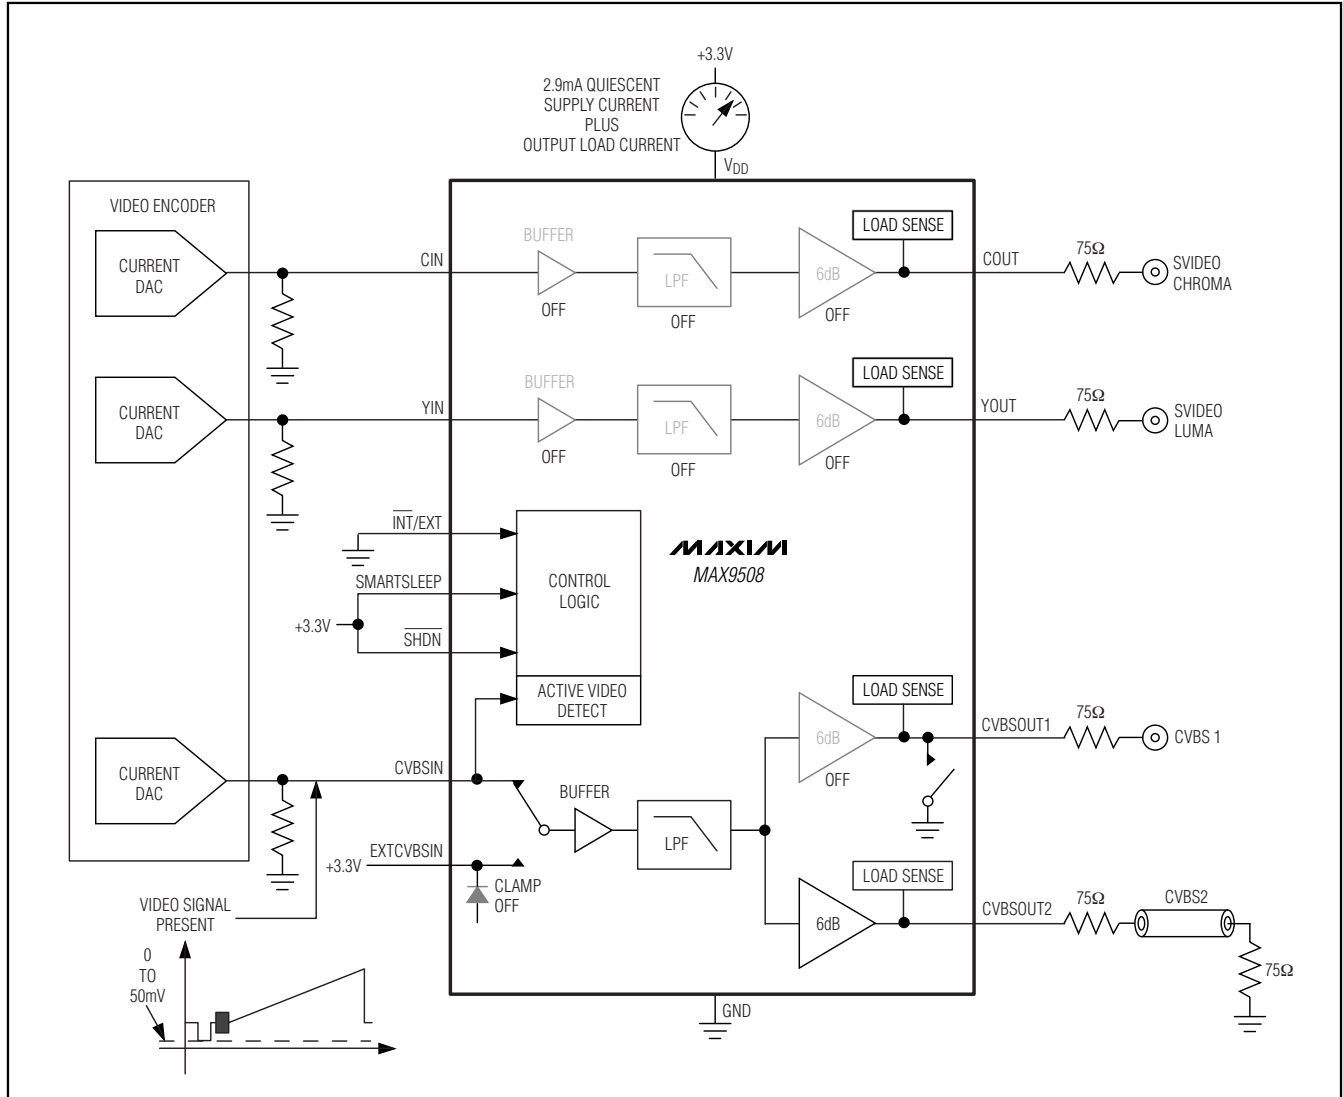 +3.3V
2.9mA QUIESCENT
SUPPLY CURRENT
PLUS
OUTPUT LOAD CURRENT
VDD
VIDEO ENCODER
CURRENT
DAC
CIN
BUFFER
OFF
LPF
OFF
6dB
OFF
LOAD SENSE
COUT
75Ω
SVIDEO
CHROMA
CURRENT
DAC
YIN
BUFFER
OFF
LPF
OFF
6dB
OFF
LOAD SENSE
YOUT
75Ω
SVIDEO
LUMA
INT/EXT
SMARTSLEEP
+3.3V
SHDN
CONTROL
LOGIC
ACTIVE VIDEO
DETECT
MAXIM
MAX9508
CURRENT
DAC
CVBSIN
BUFFER
LPF
EXTCVBSIN
+3.3V
CLAMP
OFF
6dB
OFF
LOAD SENSE
CVBSOUT1
75Ω
CVBS 1
6dB
LOAD SENSE
CVBSOUT2
75Ω
CVBS2
75Ω
VIDEO SIGNAL
PRESENT
0
TO
50mV
GND